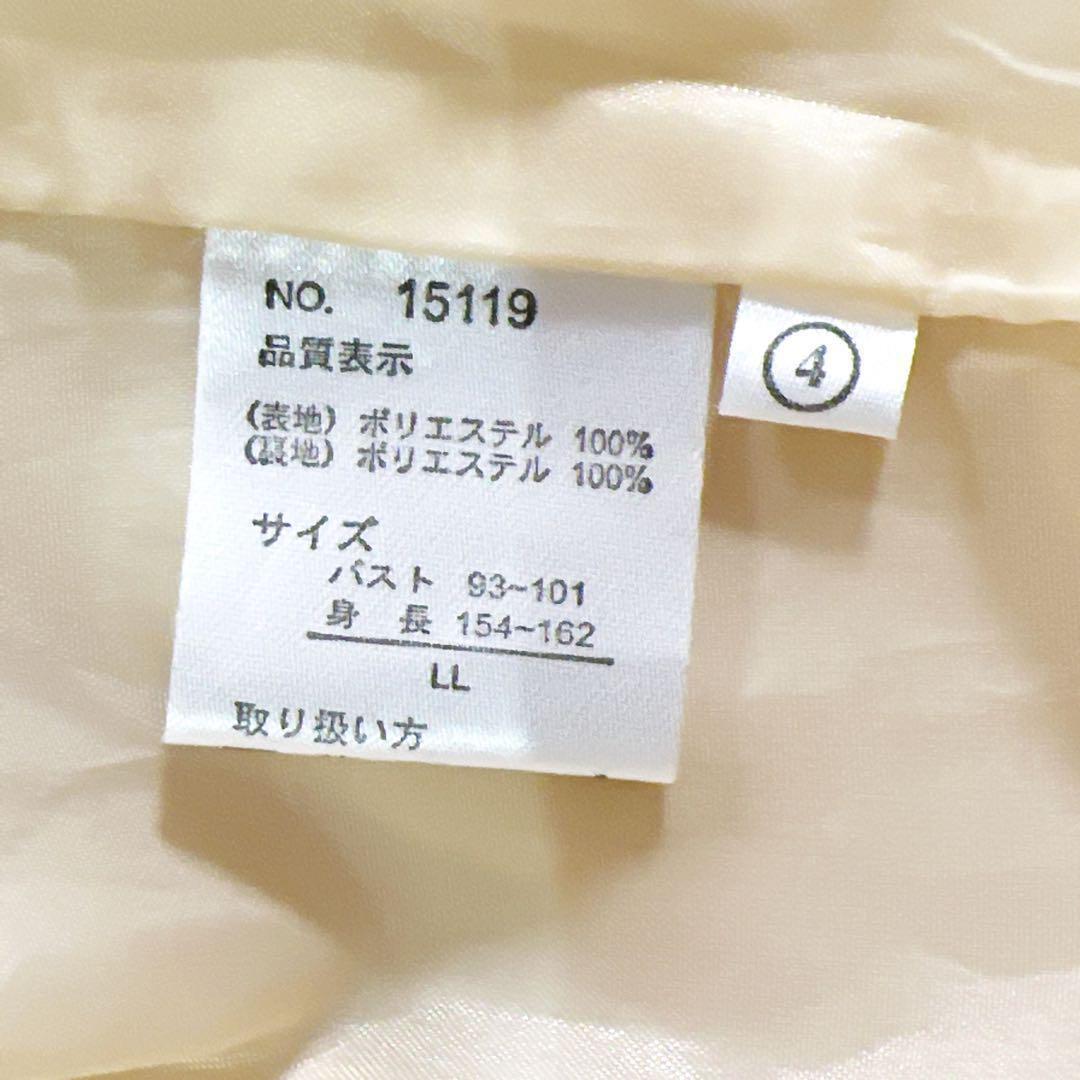 NO. 15119
品質表示
(表地) ポリエステル 100%
(裏地) ポリエステル 100%
サイズ
バスト 93~101
身 長 154~162
LL
取り扱い方
4